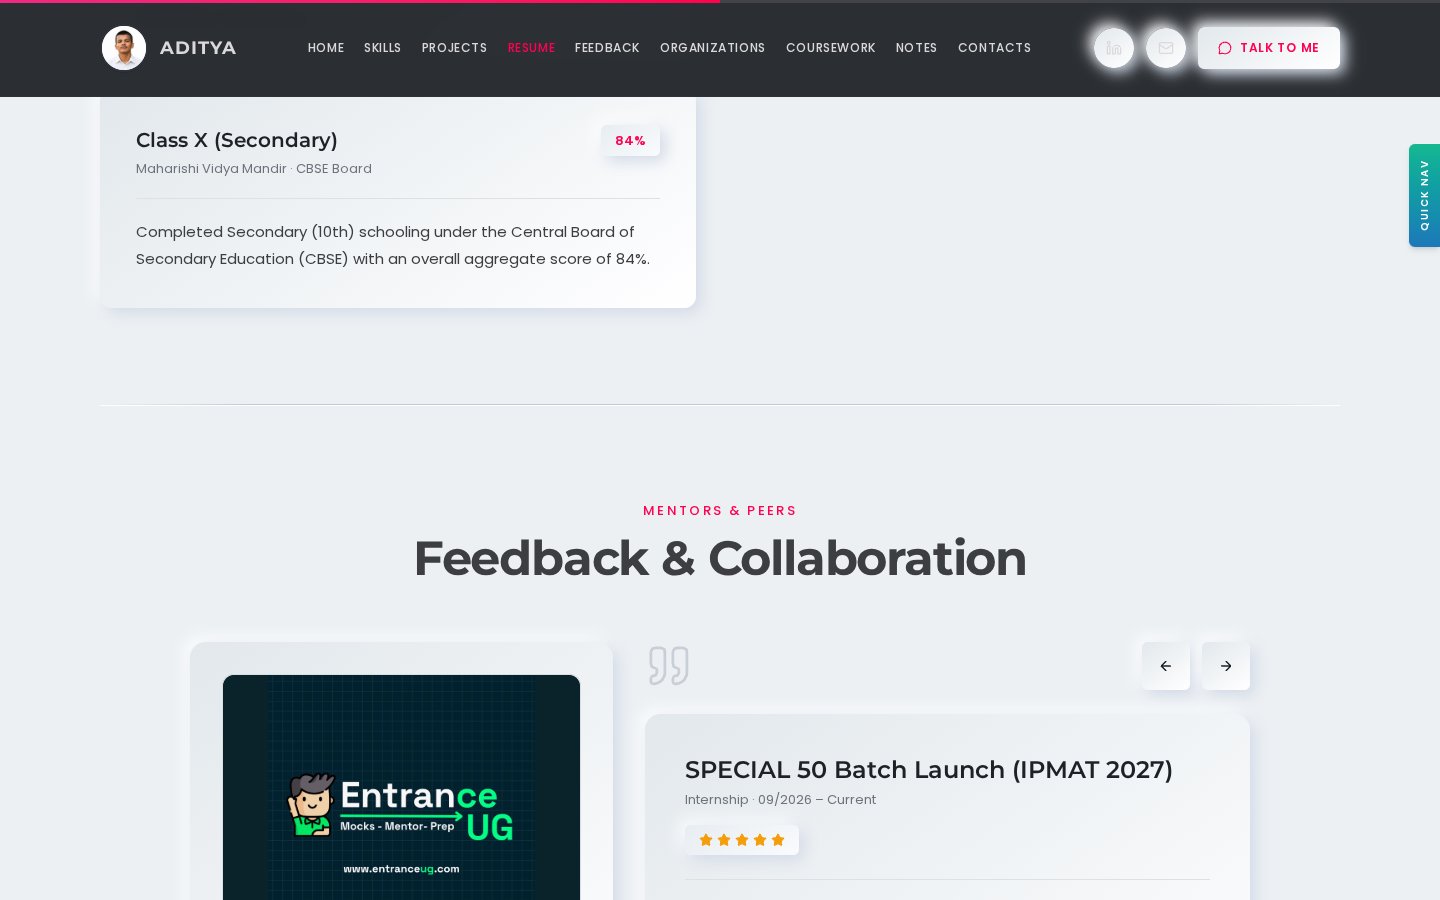 ADITYA
HOME SKILLS PROJECTS RESUME FEEDBACK ORGANIZATIONS COURSEWORK NOTES CONTACTS
TALK TO ME
QUICK NAV
Class X (Secondary)
84%
Maharishi Vidya Mandir · CBSE Board
Completed Secondary (10th) schooling under the Central Board of
Secondary Education (CBSE) with an overall aggregate score of 84%.
MENTORS & PEERS
Feedback & Collaboration
Entrance
UG
Mocks - Mentor- Prep
www.entranceug.com
SPECIAL 50 Batch Launch (IPMAT 2027)
Internship · 09/2026 – Current